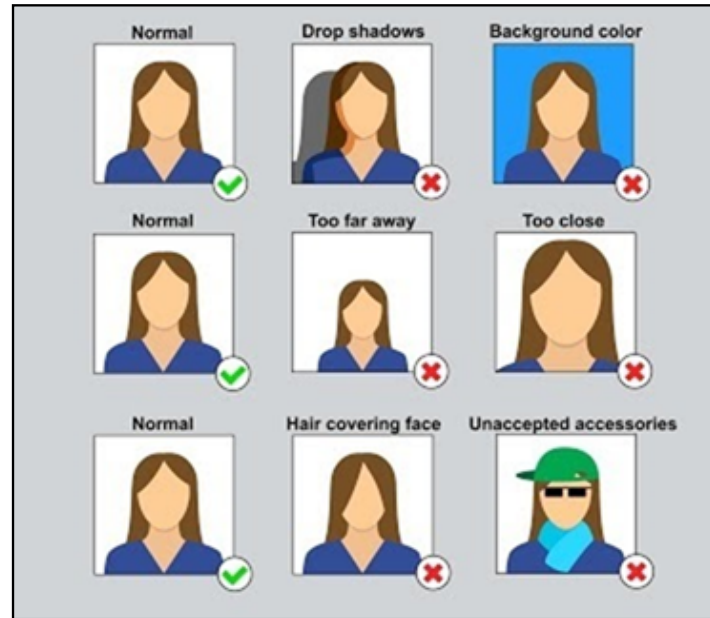 Normal
Drop shadows
Background color
Normal
Too far away
Too close
Normal
Hair covering face
Unaccepted accessories